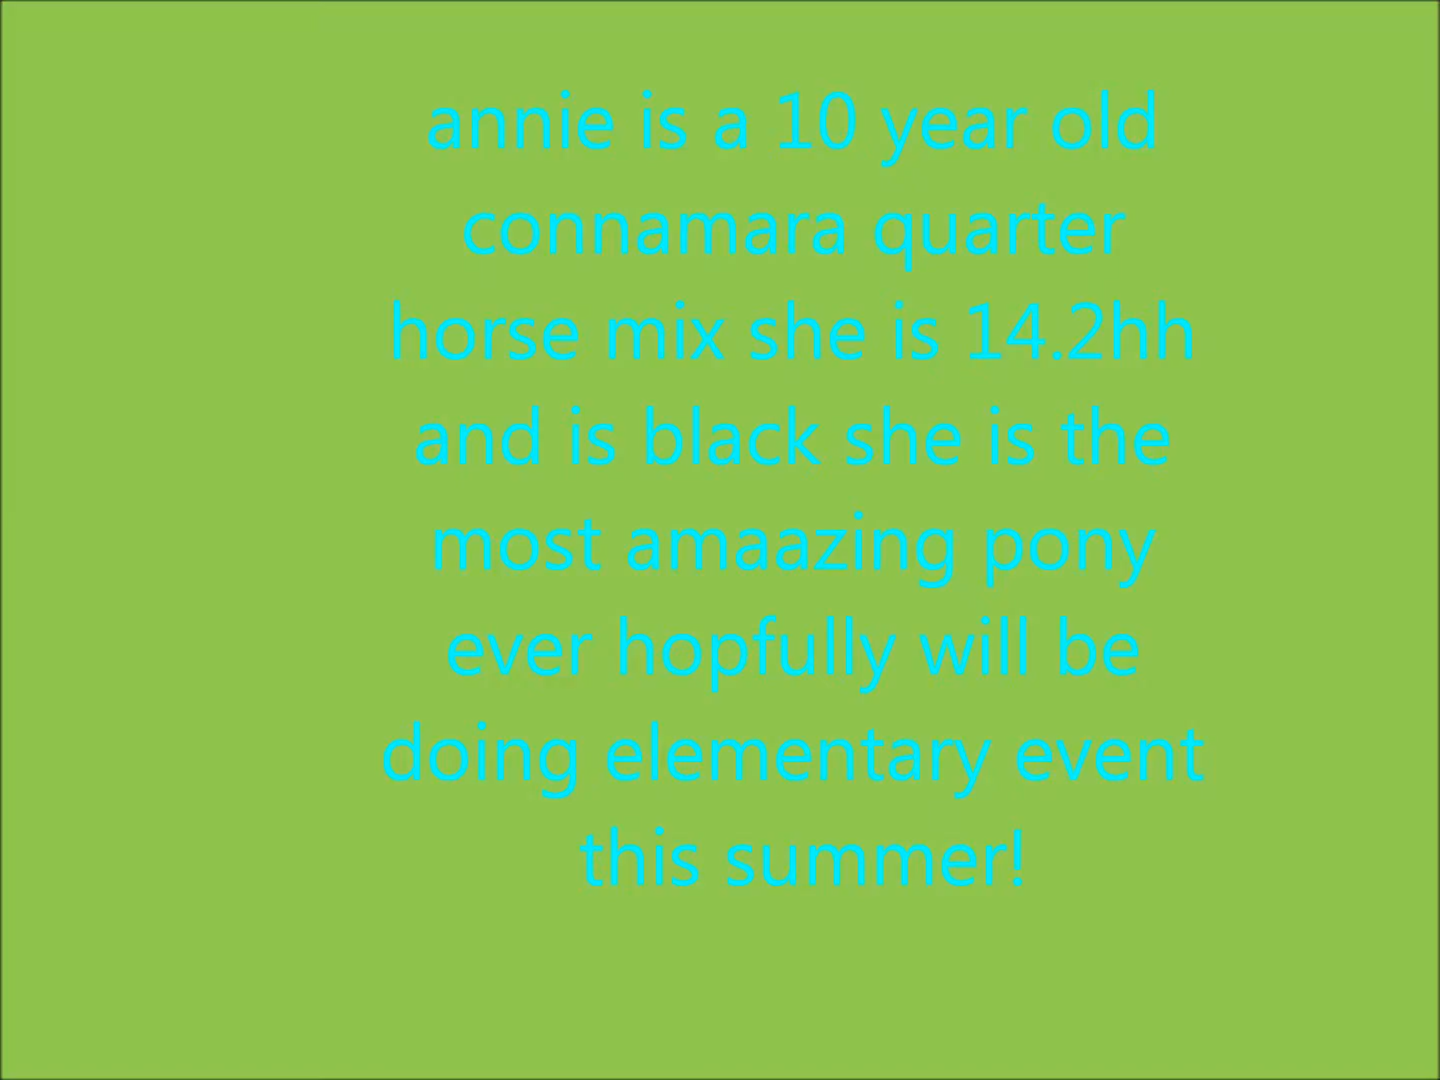 annie is a 10 year old
connamara quarter
horse mix she is 14.2hh
and is black she is the
most amaazing pony
ever hopfully will be
doing elementary event
this summer!